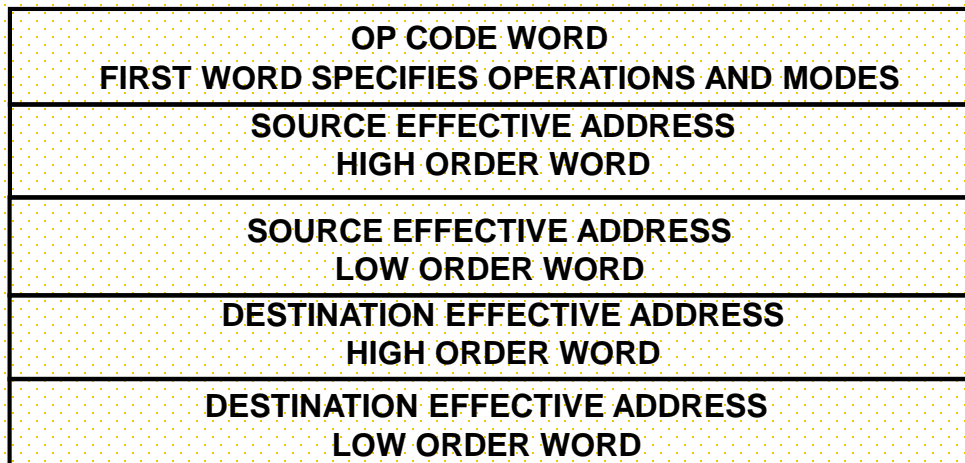 OP CODE WORD
FIRST WORD SPECIFIES OPERATIONS AND MODES
SOURCE EFFECTIVE ADDRESS
HIGH ORDER WORD
SOURCE EFFECTIVE ADDRESS
LOW ORDER WORD
DESTINATION EFFECTIVE ADDRESS
HIGH ORDER WORD
DESTINATION EFFECTIVE ADDRESS
LOW ORDER WORD